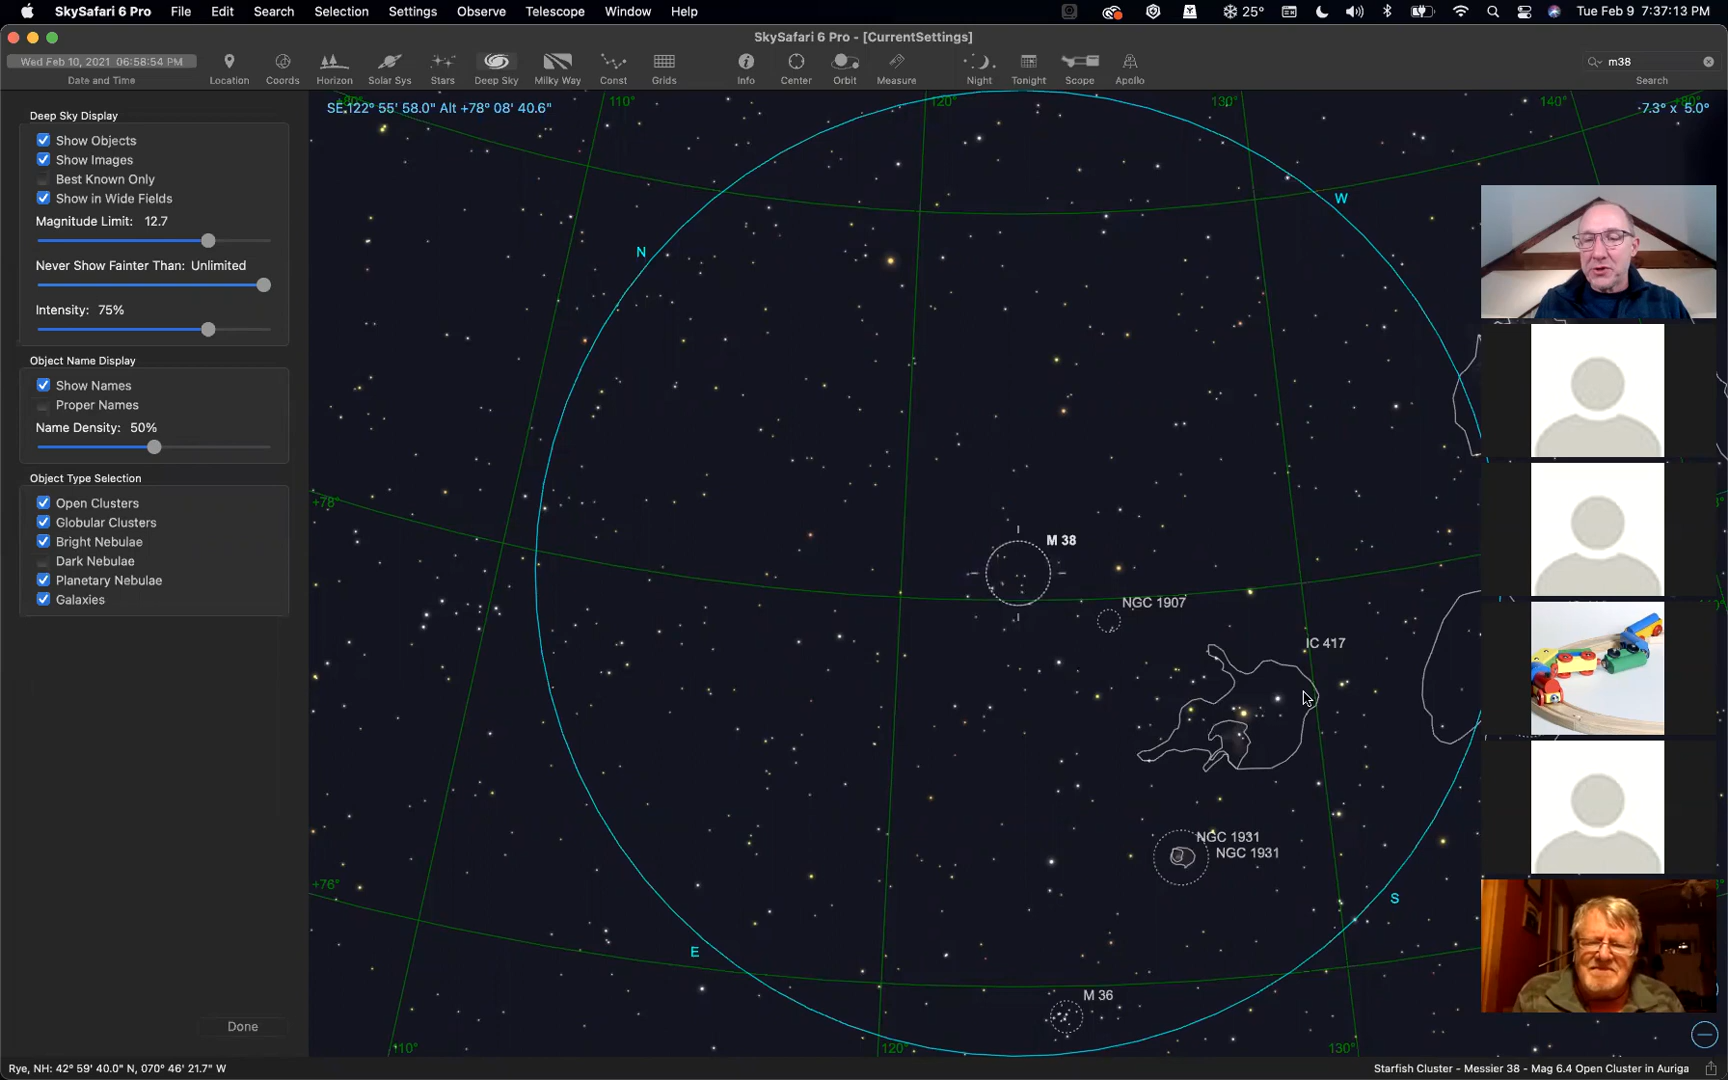 SkySafari 6 Pro File Edit Search Selection Settings Observe Telescope Window Help 25° Tue Feb 9 7:37:13 PM
SkySafari 6 Pro - [CurrentSettings]
Wed Feb 10, 2021 06:58:54 PM
m38
Date and Time Location Coords Horizon Solar Sys Stars Deep Sky Milky Way Const Grids Info Center Orbit Measure Night Tonight Scope Apollo Search
SE,122° 55' 58.0" Alt +78° 08' 40.6"
7.3° x 5.0°
+80° 110° 120° 130° 140° +80°
Deep Sky Display
Show Objects
Show Images
Best Known Only
Show in Wide Fields
Magnitude Limit: 12.7
Never Show Fainter Than: Unlimited
Intensity: 75%
Object Name Display
Show Names
Proper Names
Name Density: 50%
Object Type Selection
Open Clusters
Globular Clusters
Bright Nebulae
Dark Nebulae
Planetary Nebulae
Galaxies
Done
W
N
+78°
M 38
NGC 1907
IC 417
NGC 1931
NGC 1931
+76°
S
E
M 36
110° 120° 130°
Rye, NH: 42° 59' 40.0" N, 070° 46' 21.7" W
Starfish Cluster - Messier 38 - Mag 6.4 Open Cluster in Auriga